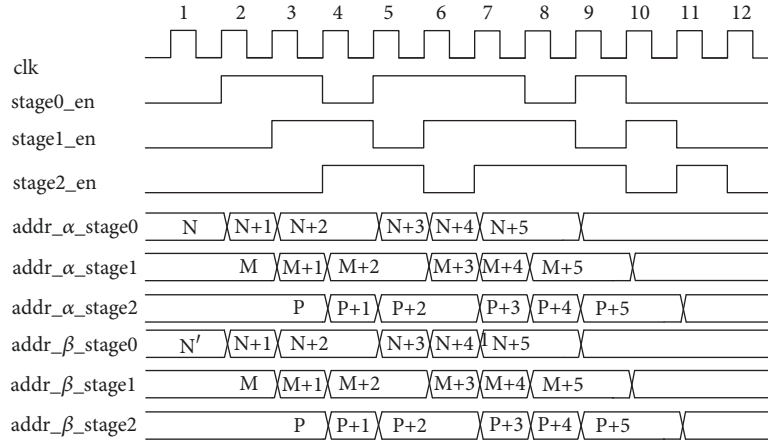 1 2 3 4 5 6 7 8 9 10 11 12
clk
stage0_en
stage1_en
stage2_en
addr_α_stage0 N N+1 N+2 N+3 N+4 N+5
addr_α_stage1 M M+1 M+2 M+3 M+4 M+5
addr_α_stage2 P P+1 P+2 P+3 P+4 P+5
addr_β_stage0 N′ N+1 N+2 N+3 N+4 1 N+5
addr_β_stage1 M M+1 M+2 M+3 M+4 M+5
addr_β_stage2 P P+1 P+2 P+3 P+4 P+5